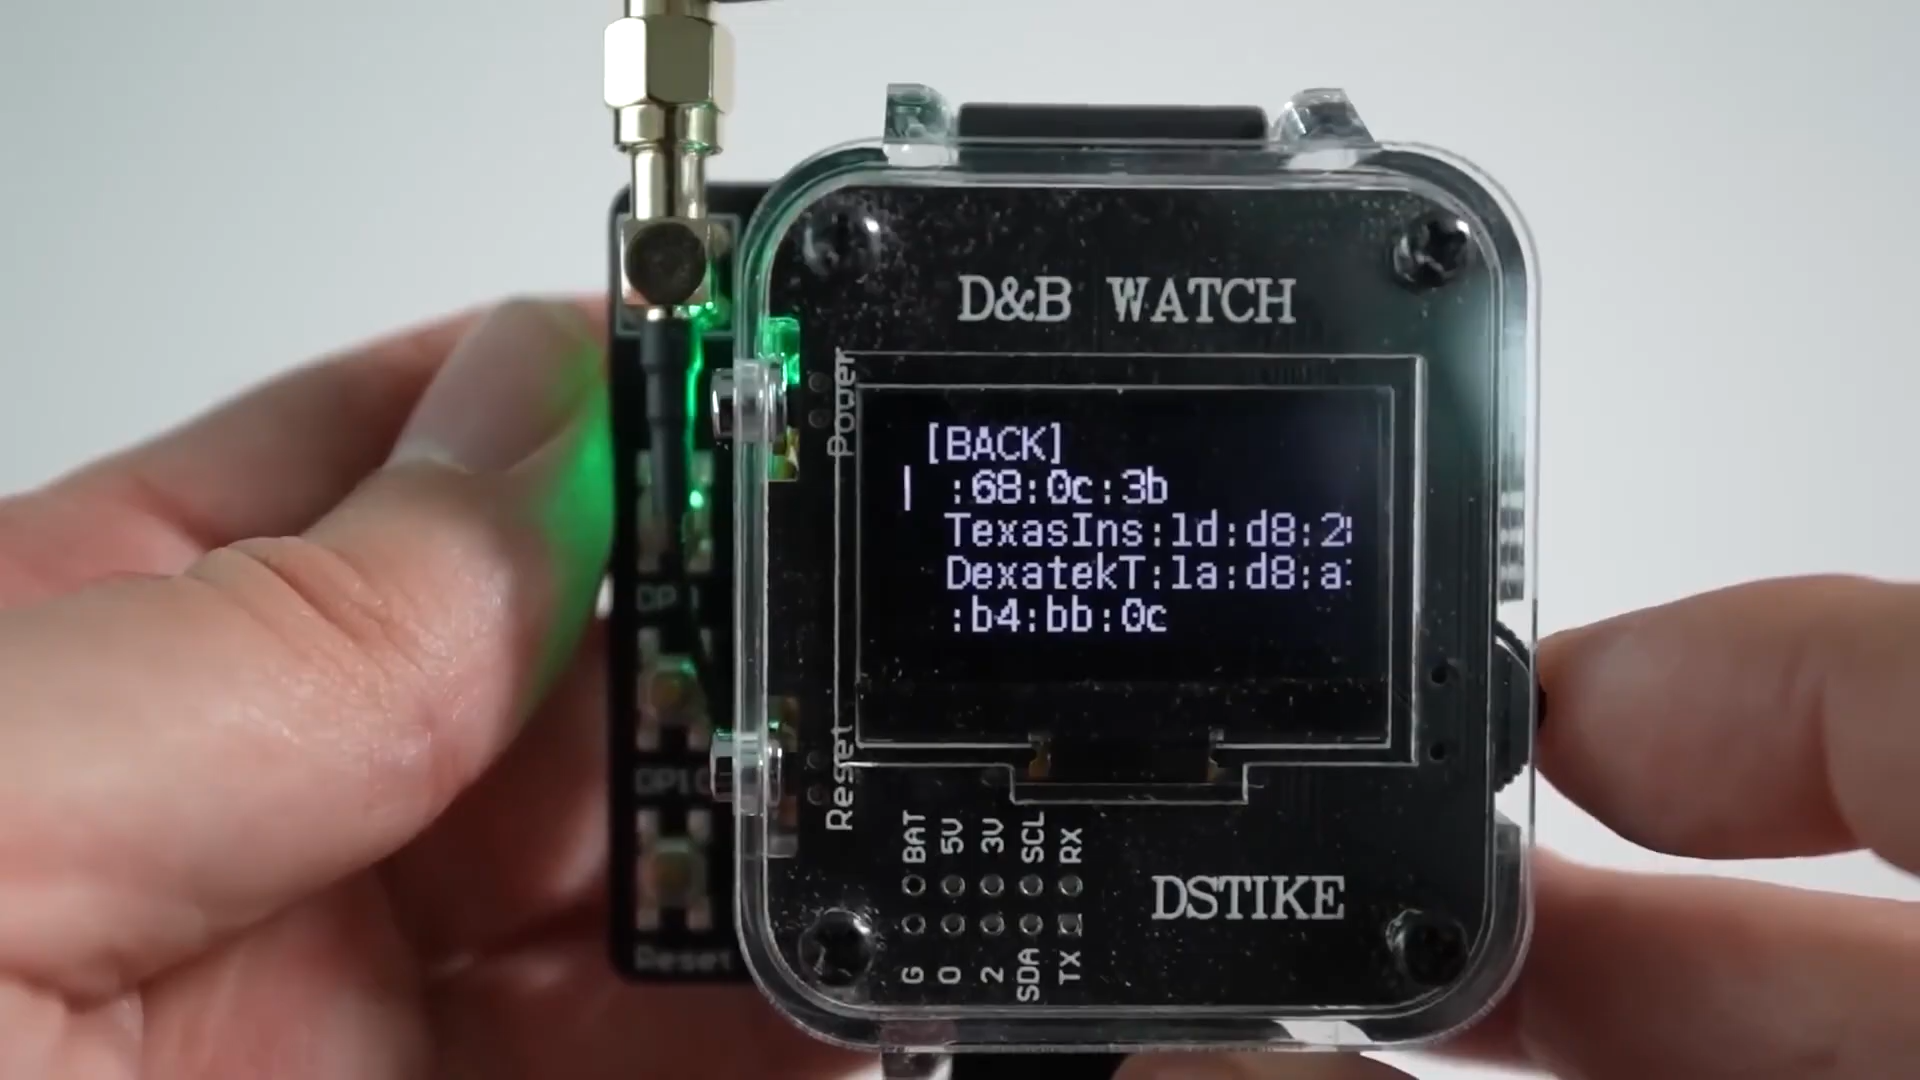 D&B WATCH
Power
[BACK]
| :68:0c:3b
TexasIns:1d:d8:2
DexatekT:1a:d8:a
:b4:bb:0c
Reset
BAT 5V 3V SCL RX
G 0 2 SDA TX
DSTIKE
Reset